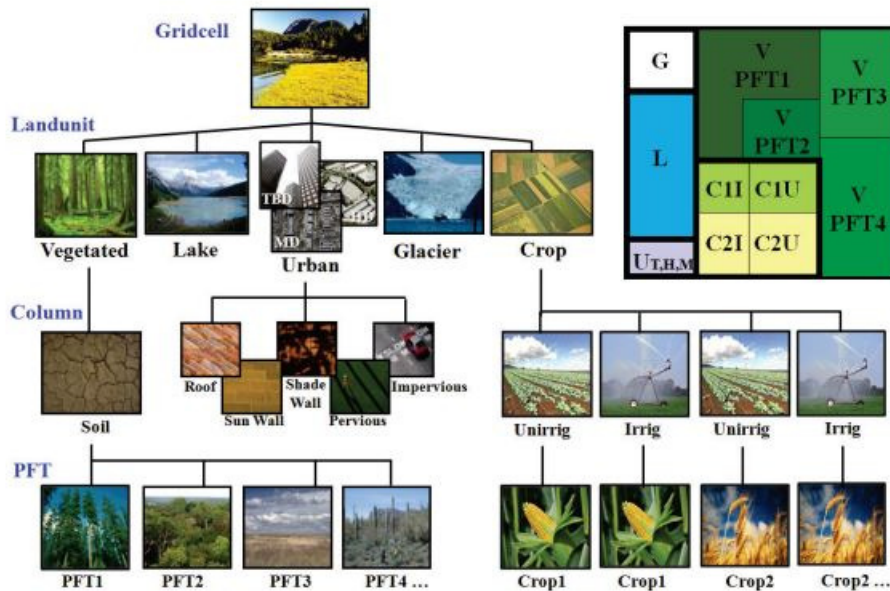 Gridcell
G
V
PFT1
V
PFT3
Landunit
L
V
PFT2
TBD
MD
C1I
C1U
V
PFT4
C2I
C2U
Vegetated
Lake
Urban
Glacier
Crop
UT,H,M
Column
Roof
Sun Wall
Shade
Wall
Pervious
Impervious
Soil
Unirrig
Irrig
Unirrig
Irrig
PFT
PFT1
PFT2
PFT3
PFT4 ...
Crop1
Crop1
Crop2
Crop2 ...